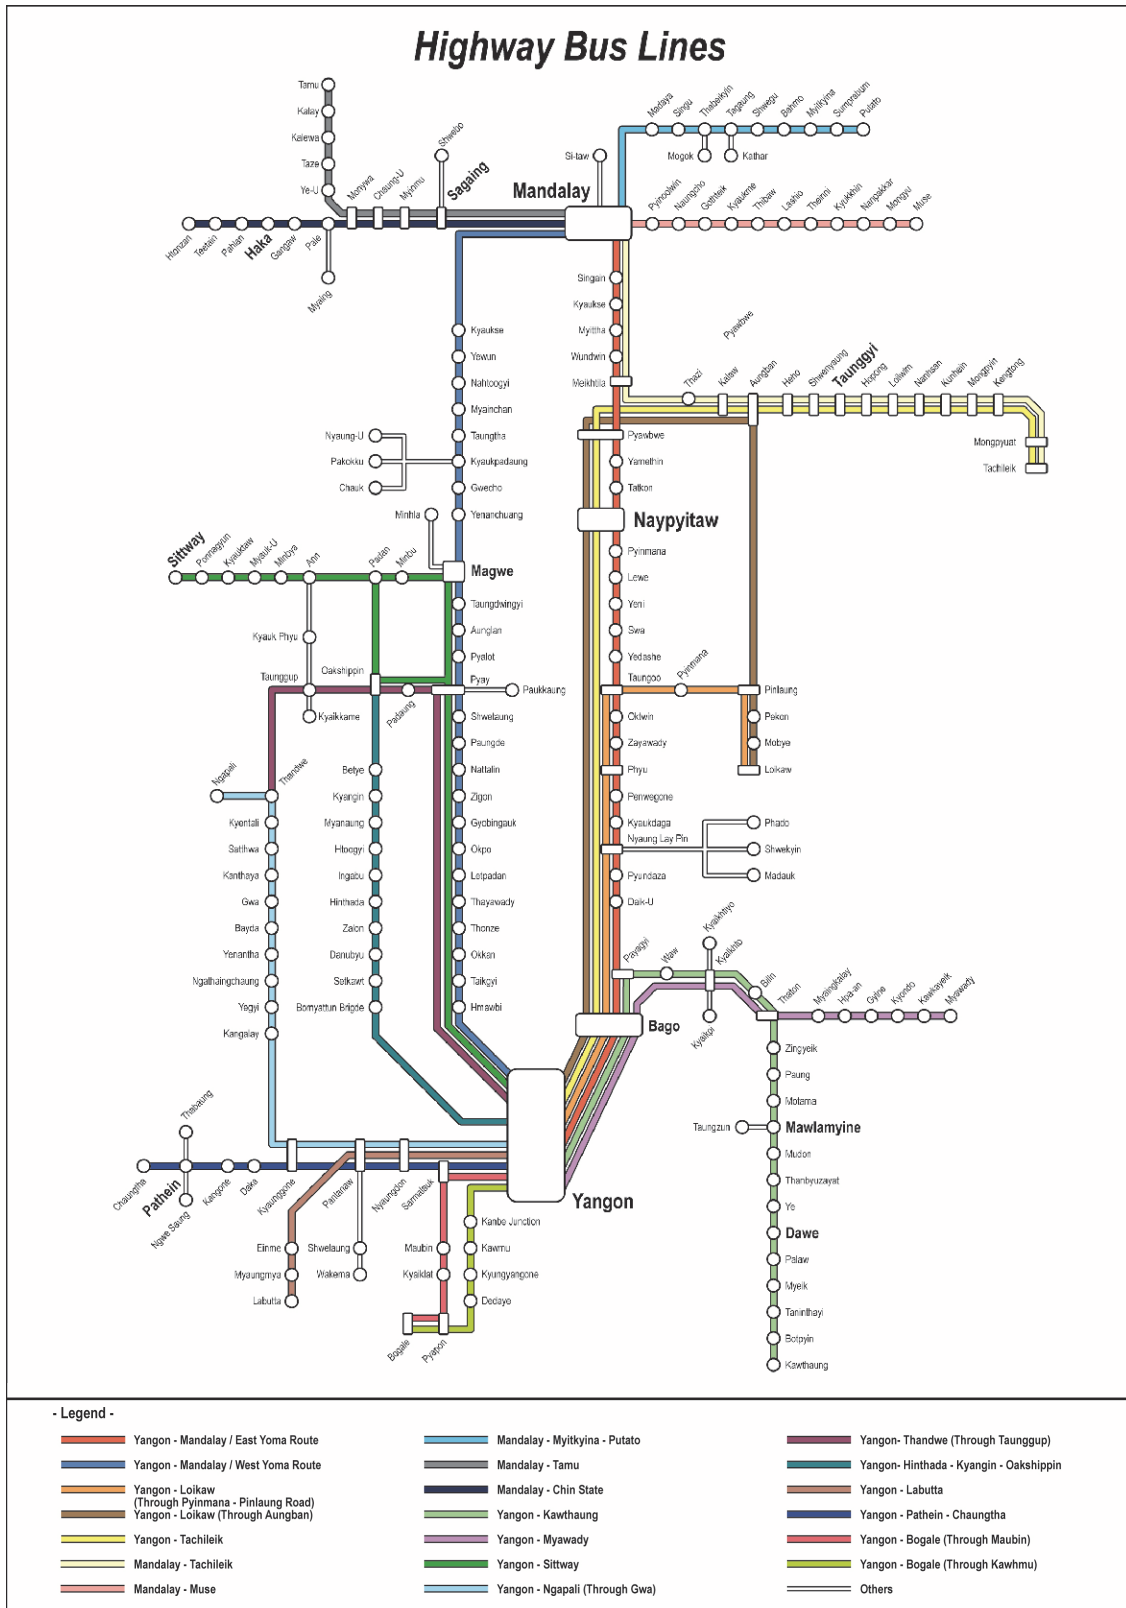 Highway Bus Lines
Tamu
Kalay
Kalewa
Taze
Ye-U
Monywa
Chaung-U
Myinmu
Shwebo
Sagaing
Si-taw
Mandalay
Madaya
Singu
Thabeikyin
Tagaung
Shwegu
Bahmo
Myitkyina
Sumprabum
Putato
Mogok
Kathar
Pyinoolwin
Naungcho
Gothteik
Kyaukme
Thibaw
Lashio
Theinni
Kyukkhin
Nanpakkar
Mongyu
Muse
Htonzan
Teetain
Pahlan
Haka
Gangaw
Pale
Myaing
Singain
Kyaukse
Myittha
Wundwin
Meikhtila
Kyaukse
Yewun
Nahtoogyi
Myainchan
Taungtha
Kyaukpadaung
Gwecho
Yenanchuang
Nyaung-U
Pakokku
Chauk
Minhla
Pyawbwe
Thazi
Kalaw
Aungban
Heho
Shwenyaung
Taunggyi
Hopong
Loilwim
Nanhsan
Kunhein
Mongpyin
Kengtong
Mongpyuat
Tachileik
Pyawbwe
Yamethin
Tatkon
Naypyitaw
Pyinmana
Lewe
Yeni
Swa
Yedashe
Taungoo
Pyinmana
Pinlaung
Pekon
Mobye
Loikaw
Sittway
Ponnagyun
Kyauktaw
Myauk-U
Minbya
Ann
Padan
Minbu
Magwe
Taungdwingyi
Aunglan
Pyalot
Pyay
Paukkaung
Kyauk Phyu
Taunggup
Oakshippin
Kyaikkame
Padaung
Shwetaung
Paungde
Nattalin
Zigon
Gyobingauk
Okpo
Letpadan
Thayawady
Thonze
Okkan
Taikgyi
Hmawbi
Oktwin
Zayawady
Phyu
Penwegone
Kyaukdaga
Nyaung Lay Pin
Pyundaza
Daik-U
Phado
Shwekyin
Madauk
Ngapali
Thandwe
Kyentali
Satthwa
Kanthaya
Gwa
Bayda
Yenantha
Ngathaingchaung
Yegyi
Kangalay
Betye
Kyangin
Myanaung
Htoogyi
Ingabu
Hinthada
Zalon
Danubyu
Setkawt
Bomyattun Brigde
Payagyi
Waw
Kyaikhtiyo
Kyaikhto
Bilin
Thaton
Kyaikpi
Myaingkalay
Hpa-an
Gyine
Kyondo
Kawkayeik
Myawady
Bago
Zingyeik
Paung
Motama
Taungzun
Mawlamyine
Mudon
Thanbyuzayat
Ye
Dawe
Palaw
Myeik
Taninthayi
Botpyin
Kawthaung
Yangon
Thabaung
Chaungtha
Pathein
Ngwe Saung
Kangone
Daka
Kyaunggone
Pantanaw
Nyaungdon
Sarmalauk
Einme
Myaungmya
Labutta
Shwelaung
Wakema
Maubin
Kyaiklat
Bogale
Pyapon
Kanbe Junction
Kawmu
Kyungyangone
Dedaye
- Legend -
Yangon - Mandalay / East Yoma Route
Yangon - Mandalay / West Yoma Route
Yangon - Loikaw
(Through Pyinmana - Pinlaung Road)
Yangon - Loikaw (Through Aungban)
Yangon - Tachileik
Mandalay - Tachileik
Mandalay - Muse
Mandalay - Myitkyina - Putato
Mandalay - Tamu
Mandalay - Chin State
Yangon - Kawthaung
Yangon - Myawady
Yangon - Sittway
Yangon - Ngapali (Through Gwa)
Yangon- Thandwe (Through Taunggup)
Yangon- Hinthada - Kyangin - Oakshippin
Yangon - Labutta
Yangon - Pathein - Chaungtha
Yangon - Bogale (Through Maubin)
Yangon - Bogale (Through Kawhmu)
Others